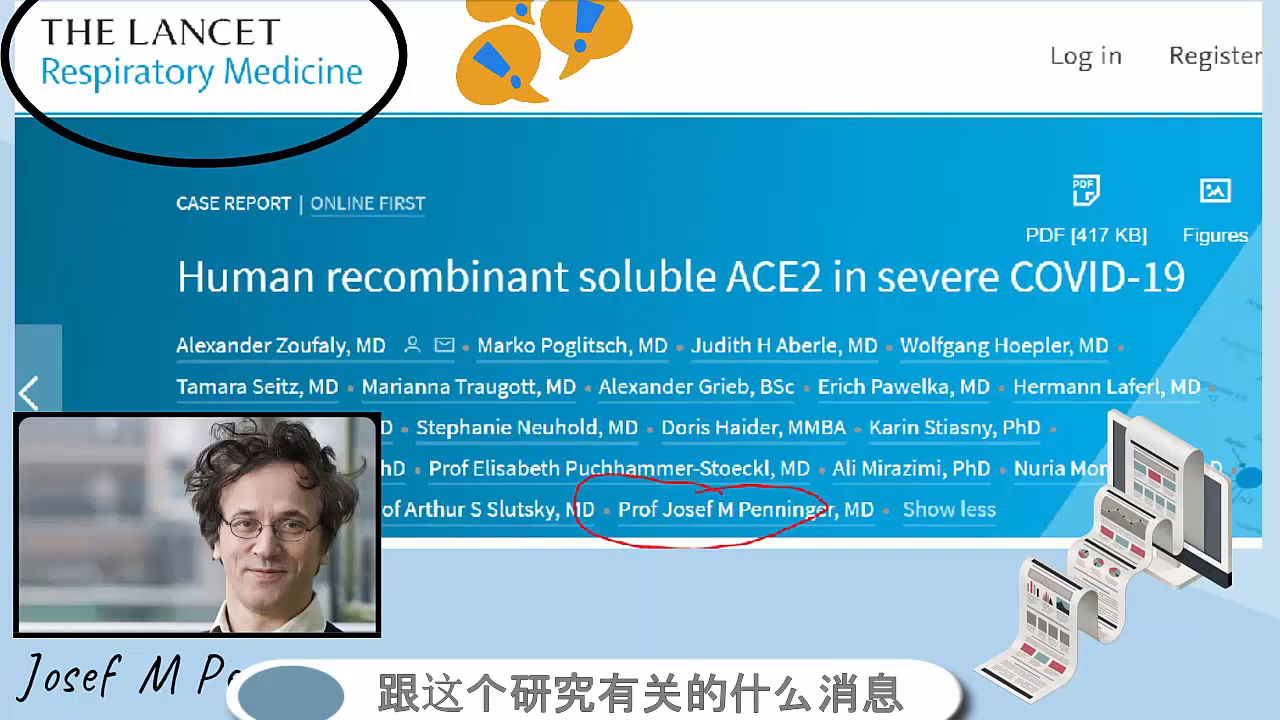 THE LANCET
Respiratory Medicine
Log in Register
CASE REPORT | ONLINE FIRST
PDF [417 KB] Figures
Human recombinant soluble ACE2 in severe COVID-19
Alexander Zoufaly, MD • Marko Poglitsch, MD • Judith H Aberle, MD • Wolfgang Hoepler, MD •
Tamara Seitz, MD • Marianna Traugott, MD • Alexander Grieb, BSc • Erich Pawelka, MD • Hermann Laferl, MD •
D • Stephanie Neuhold, MD • Doris Haider, MMBA • Karin Stiasny, PhD •
hD • Prof Elisabeth Puchhammer-Stoeckl, MD • Ali Mirazimi, PhD • Nuria
of Arthur S Slutsky, MD • Prof Josef M Penninger, MD • Show less
Josef M Pe
跟这个研究有关的什么消息